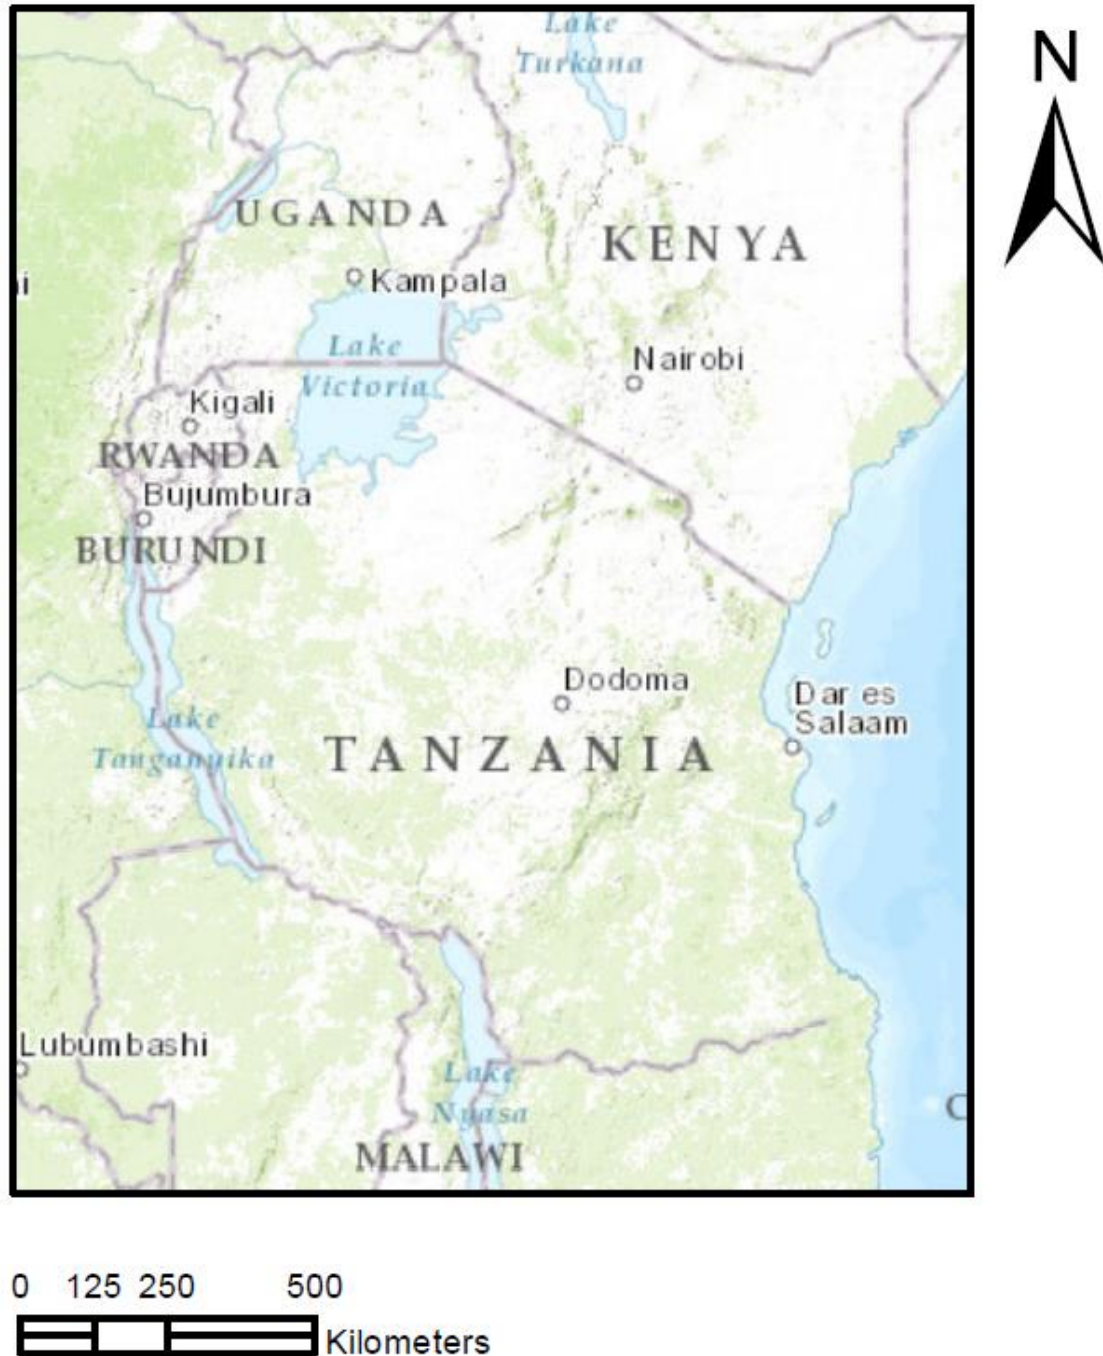 Lake
Turkana
N
UGANDA
KENYA
Kampala
Lake
Victoria
Nairobi
Kigali
RWANDA
Bujumbura
BURUNDI
Dodoma
Dar es
Salaam
Lake
Tanganyika
TANZANIA
Lubumbashi
Lake
Nyasa
MALAWI
0 125 250 500
Kilometers